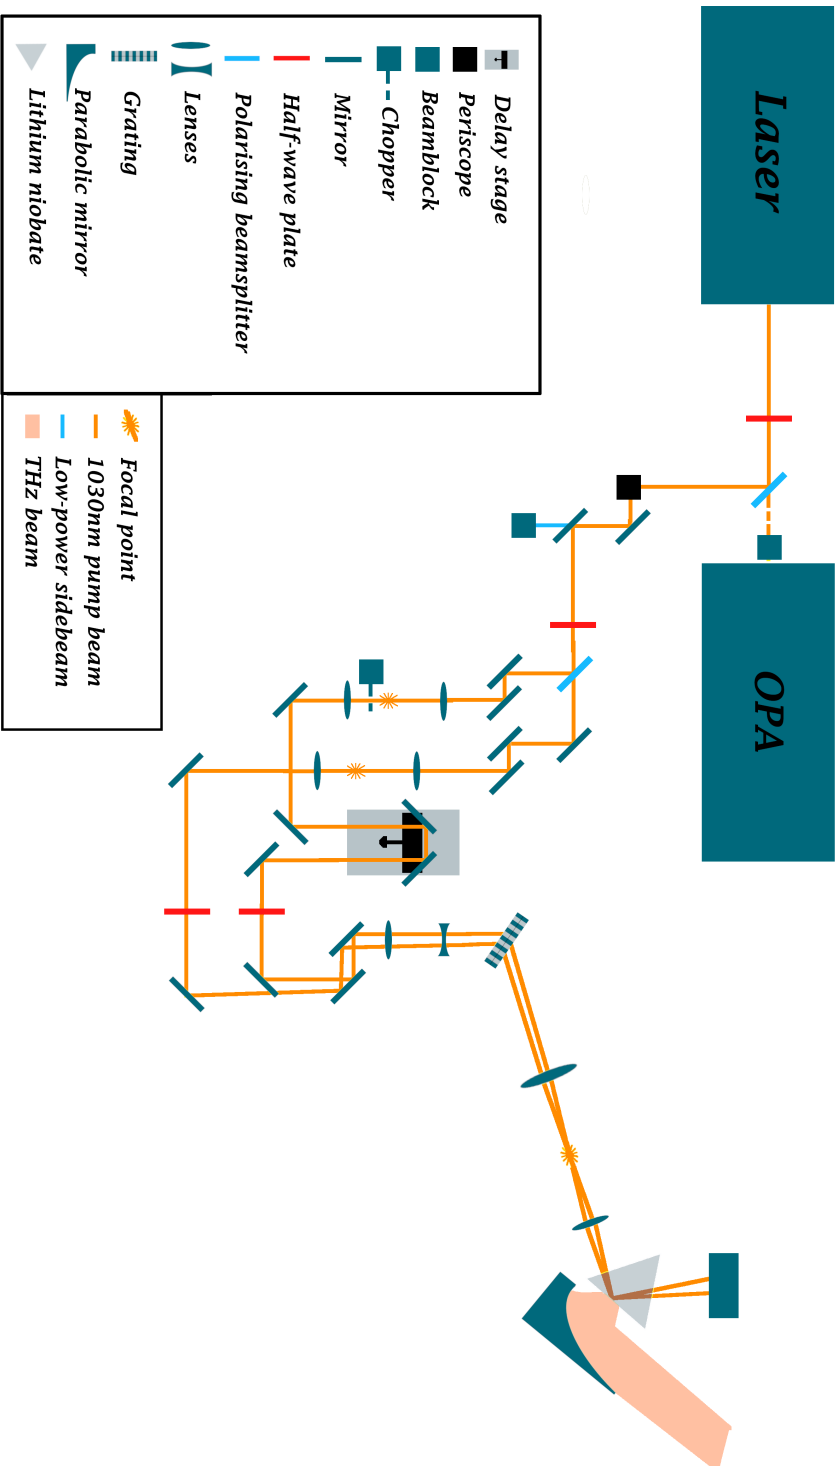 Laser
OPA
Delay stage
Periscope
Beamblock
Chopper
Mirror
Half-wave plate
Polarising beamsplitter
Lenses
Grating
Parabolic mirror
Lithium niobate
Focal point
1030nm pump beam
Low-power sidebeam
THz beam